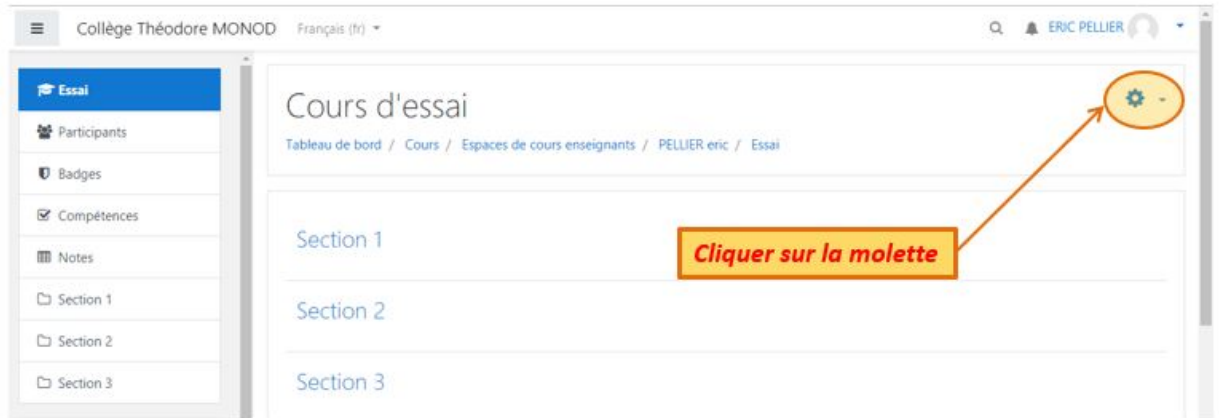 Collège Théodore MONOD Français (fr)
ERIC PELLIER
Essai
Participants
Badges
Compétences
Notes
Section 1
Section 2
Section 3
Cours d'essai
Tableau de bord / Cours / Espaces de cours enseignants / PELLIER eric / Essai
Section 1
Cliquer sur la molette
Section 2
Section 3